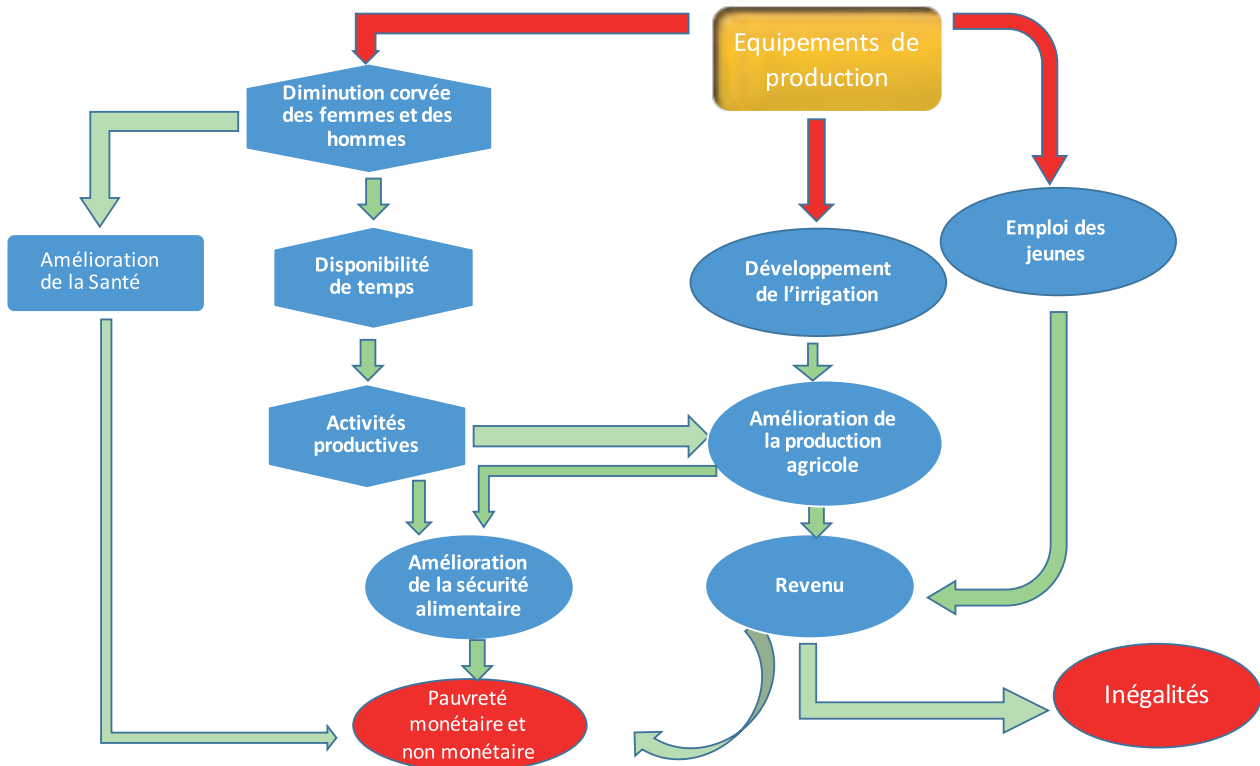 Equipements de
production
Diminution corvée
des femmes et des
hommes
Emploi des
jeunes
Amélioration
de la Santé
Disponibilité
de temps
Développement
de l’irrigation
Activités
productives
Amélioration de
la production
agricole
Amélioration
de la sécurité
alimentaire
Revenu
Pauvreté
monétaire et
non monétaire
Inégalités